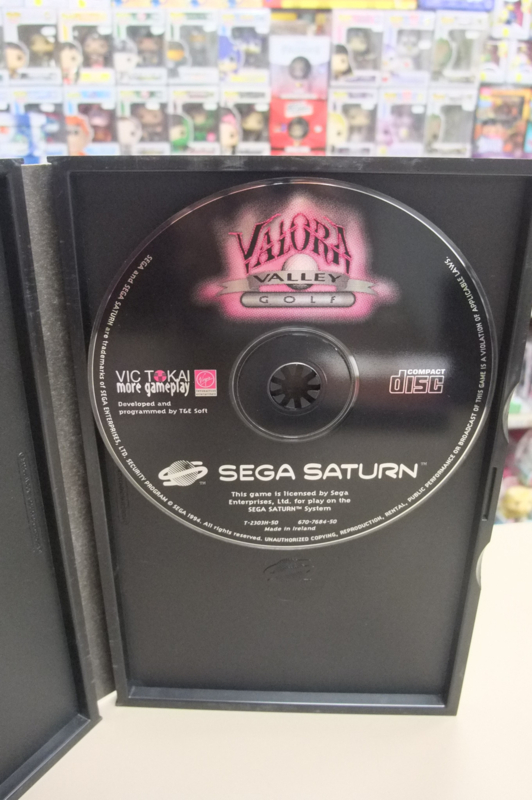 VALORA
VALLEY
GOLF
VIC TOKAI
more gameplay
Developed and
programmed by T&E Soft
COMPACT
disc
SEGA SATURN™
This game is licensed by Sega
Enterprises, Ltd. for play on the
SEGA SATURN™ System
T-2303H-50 670-7684-50
Made in Ireland
SEGA and SEGA SATURN are trademarks of SEGA ENTERPRISES, LTD. SECURITY PROGRAM © SEGA 1994. All rights reserved. UNAUTHORIZED COPYING, REPRODUCTION, RENTAL, PUBLIC PERFORMANCE OR BROADCAST OF THIS GAME IS A VIOLATION OF APPLICABLE LAWS.